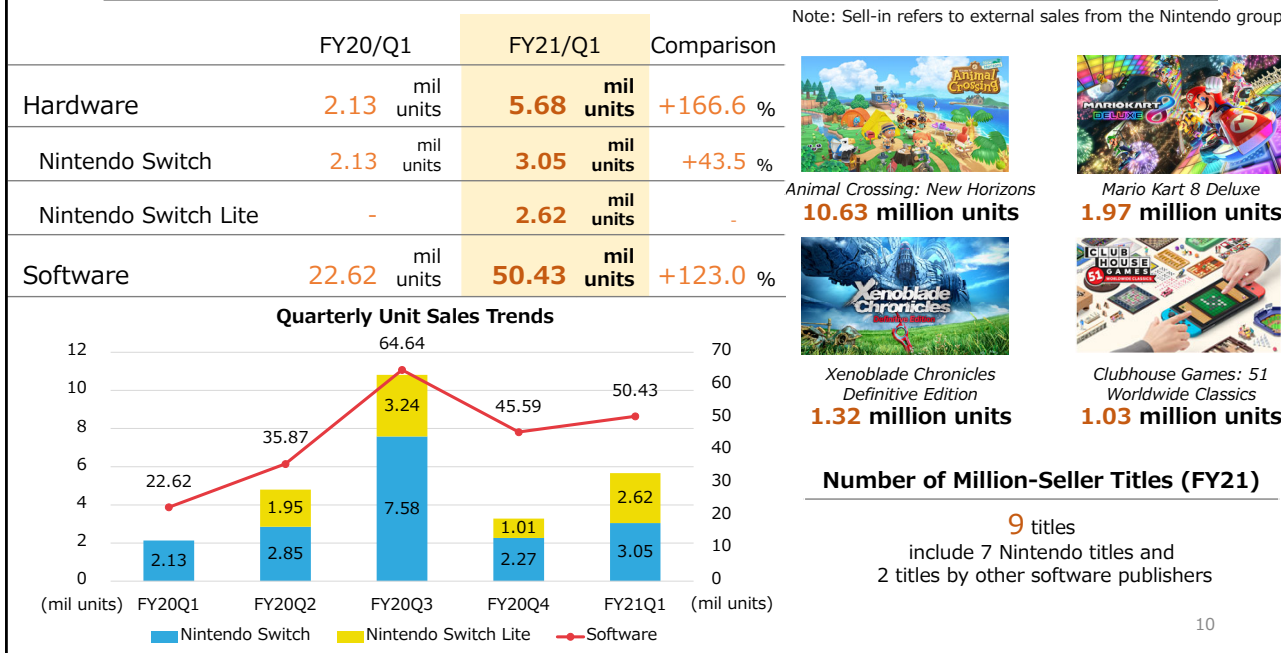 Note: Sell-in refers to external sales from the Nintendo group
FY20/Q1 FY21/Q1 Comparison
Hardware 2.13 mil units 5.68 mil units +166.6 %
Nintendo Switch 2.13 mil units 3.05 mil units +43.5 %
Nintendo Switch Lite - 2.62 mil units -
Software 22.62 mil units 50.43 mil units +123.0 %
Quarterly Unit Sales Trends
12
10
8
6
4
2
0
70
60
50
40
30
20
10
0
22.62
35.87
64.64
45.59
50.43
2.13
1.95
2.85
3.24
7.58
1.01
2.27
2.62
3.05
(mil units) FY20Q1 FY20Q2 FY20Q3 FY20Q4 FY21Q1 (mil units)
Nintendo Switch Nintendo Switch Lite Software
Animal
Crossing
Animal Crossing: New Horizons
10.63 million units
MARIOKART 8
DELUXE
Mario Kart 8 Deluxe
1.97 million units
Xenoblade
Chronicles
Definitive Edition
Xenoblade Chronicles
Definitive Edition
1.32 million units
CLUB
HOUSE
51 GAMES
WORLDWIDE CLASSICS
Clubhouse Games: 51
Worldwide Classics
1.03 million units
Number of Million-Seller Titles (FY21)
9 titles
include 7 Nintendo titles and
2 titles by other software publishers
10